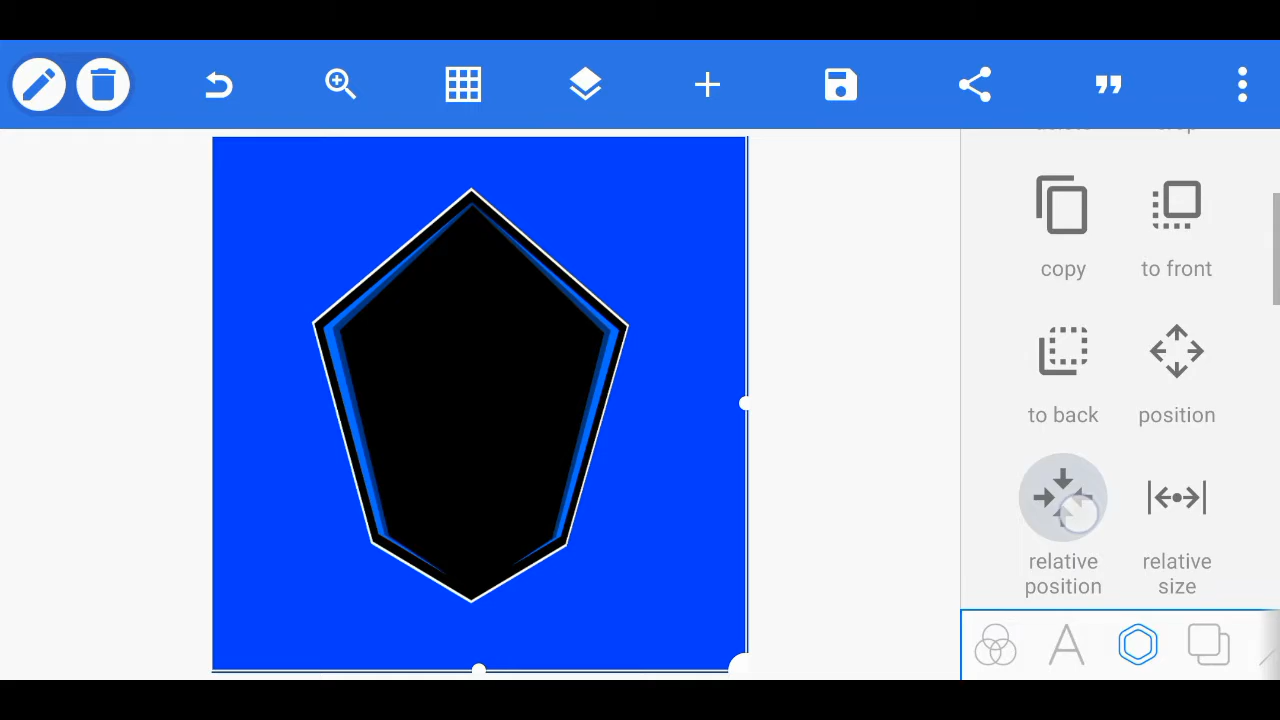 copy to front
to back position
relative relative
position size